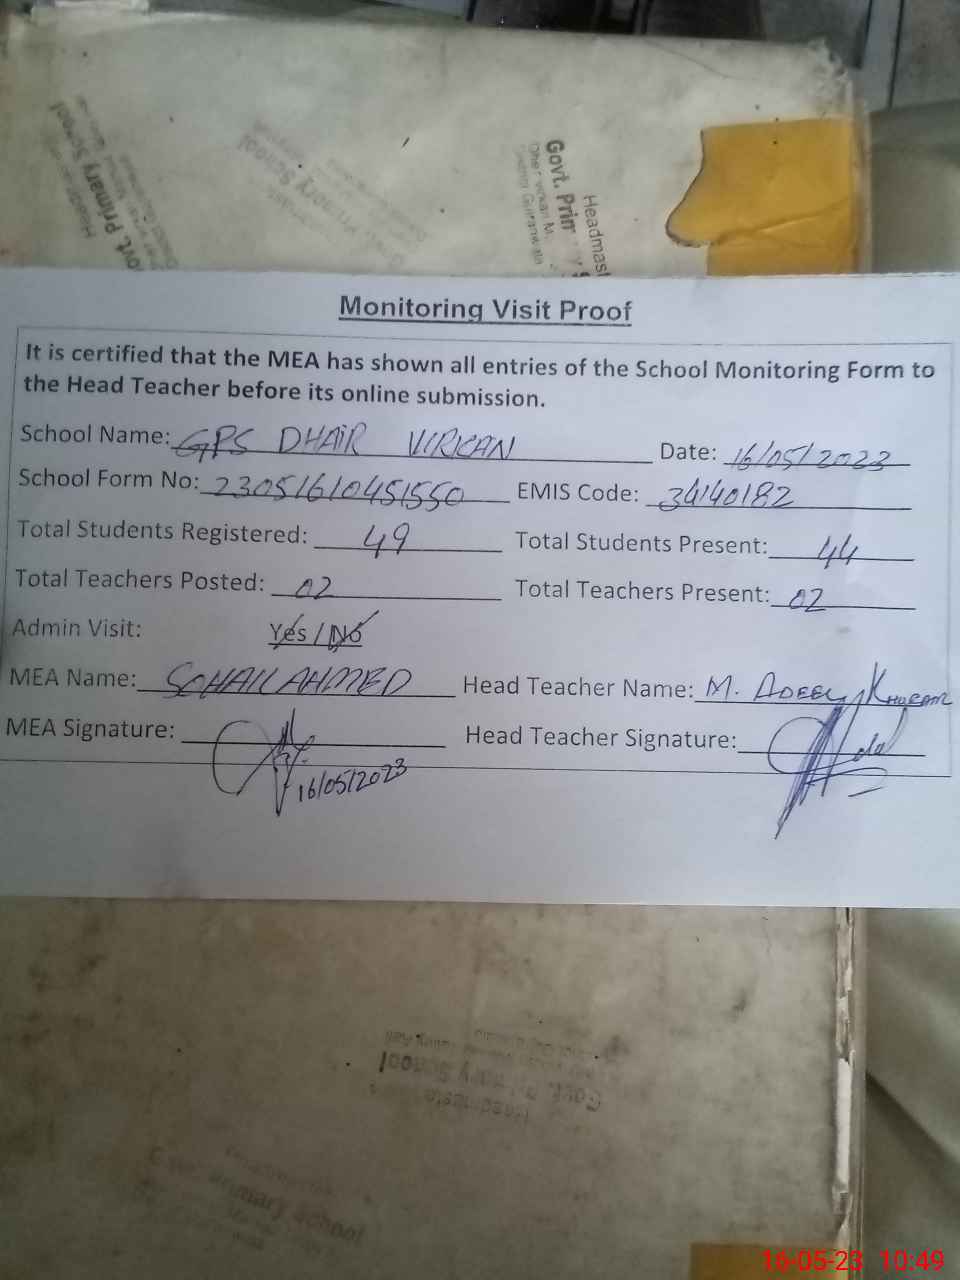 Headmast
Govt. Prim
Govt. Primary School
Monitoring Visit Proof
It is certified that the MEA has shown all entries of the School Monitoring Form to
the Head Teacher before its online submission.
School Name: GPS DHAIR VIRKAN Date: 16/05/2023
School Form No: 23051610451550 EMIS Code: 34140182
Total Students Registered: 49 Total Students Present: 44
Total Teachers Posted: 02 Total Teachers Present: 02
Admin Visit: Yes / No
MEA Name: SOHAIL AHMED Head Teacher Name: M. ADEEL KHURAM
MEA Signature: Head Teacher Signature:
16/05/2023
16-05-23 10:49